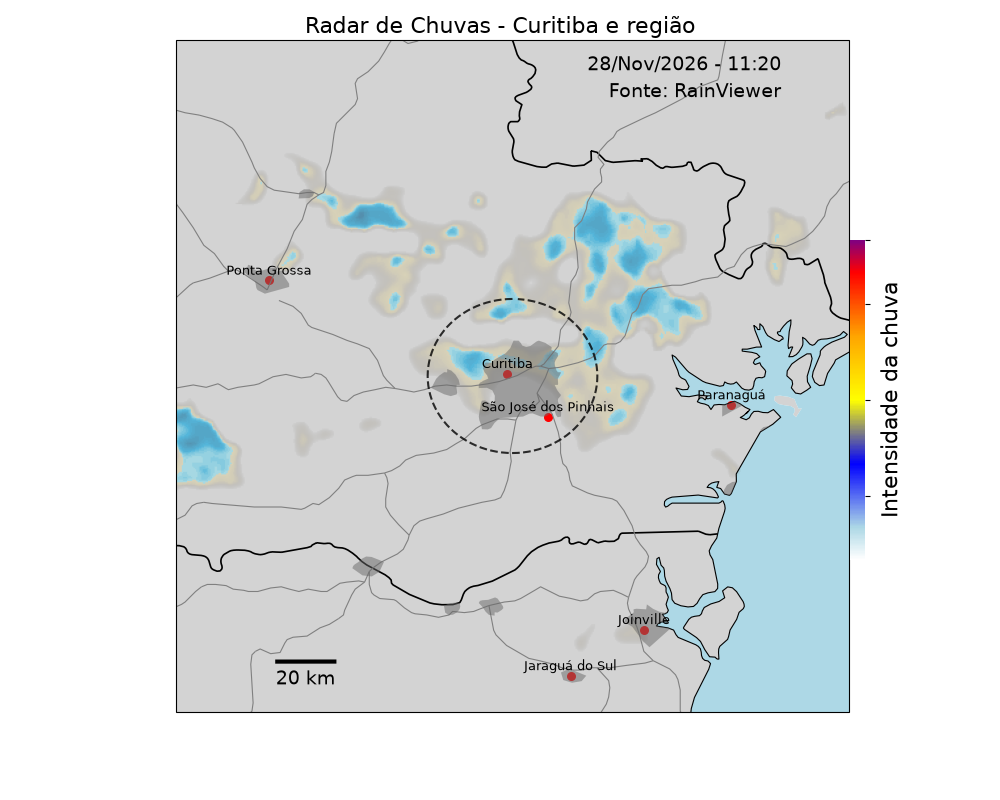 Radar de Chuvas - Curitiba e região
28/Nov/2026 - 11:20
Fonte: RainViewer
Ponta Grossa
Curitiba
Paranaguá
São José dos Pinhais
Intensidade da chuva
Joinville
Jaraguá do Sul
20 km